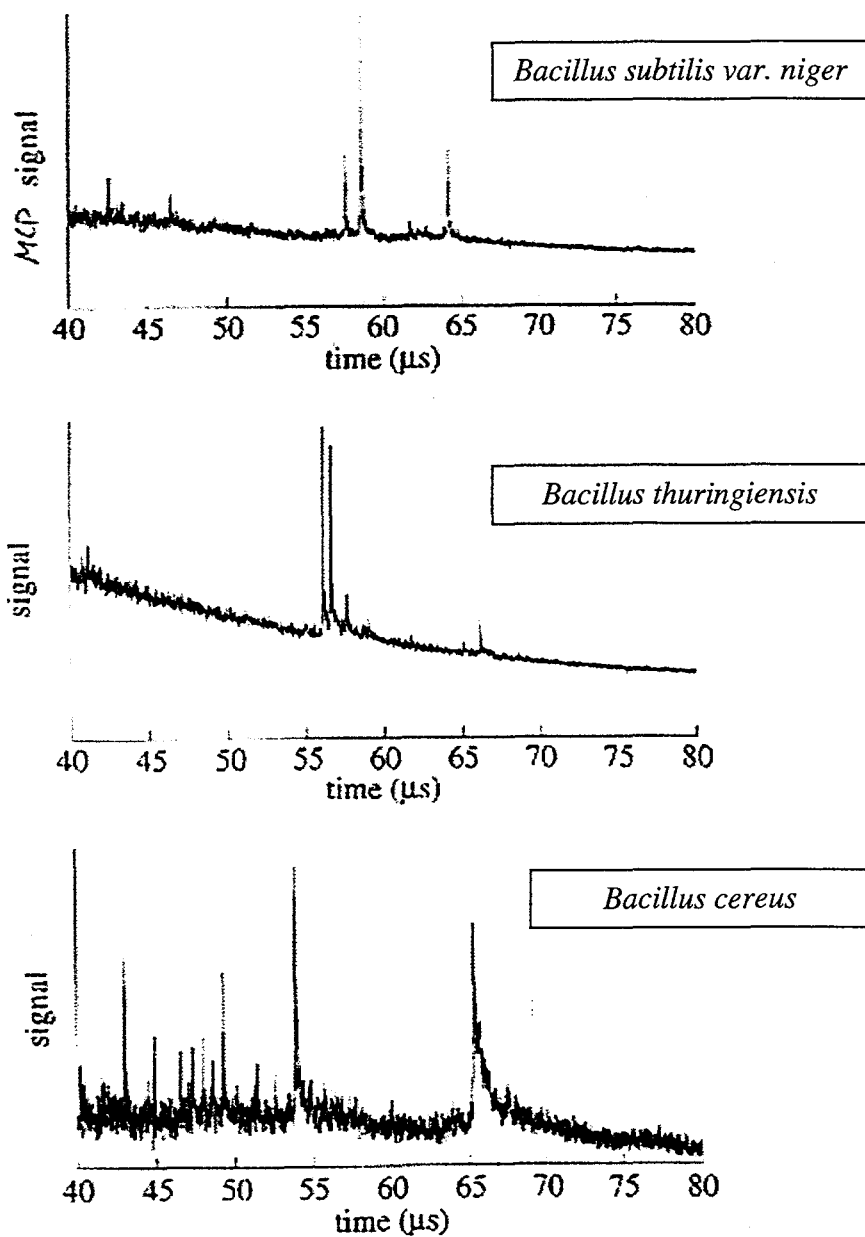 Bacillus subtilis var. niger
MCP signal
40 45 50 55 60 65 70 75 80
time (μs)
Bacillus thuringiensis
signal
40 45 50 55 60 65 70 75 80
time (μs)
Bacillus cereus
signal
40 45 50 55 60 65 70 75 80
time (μs)